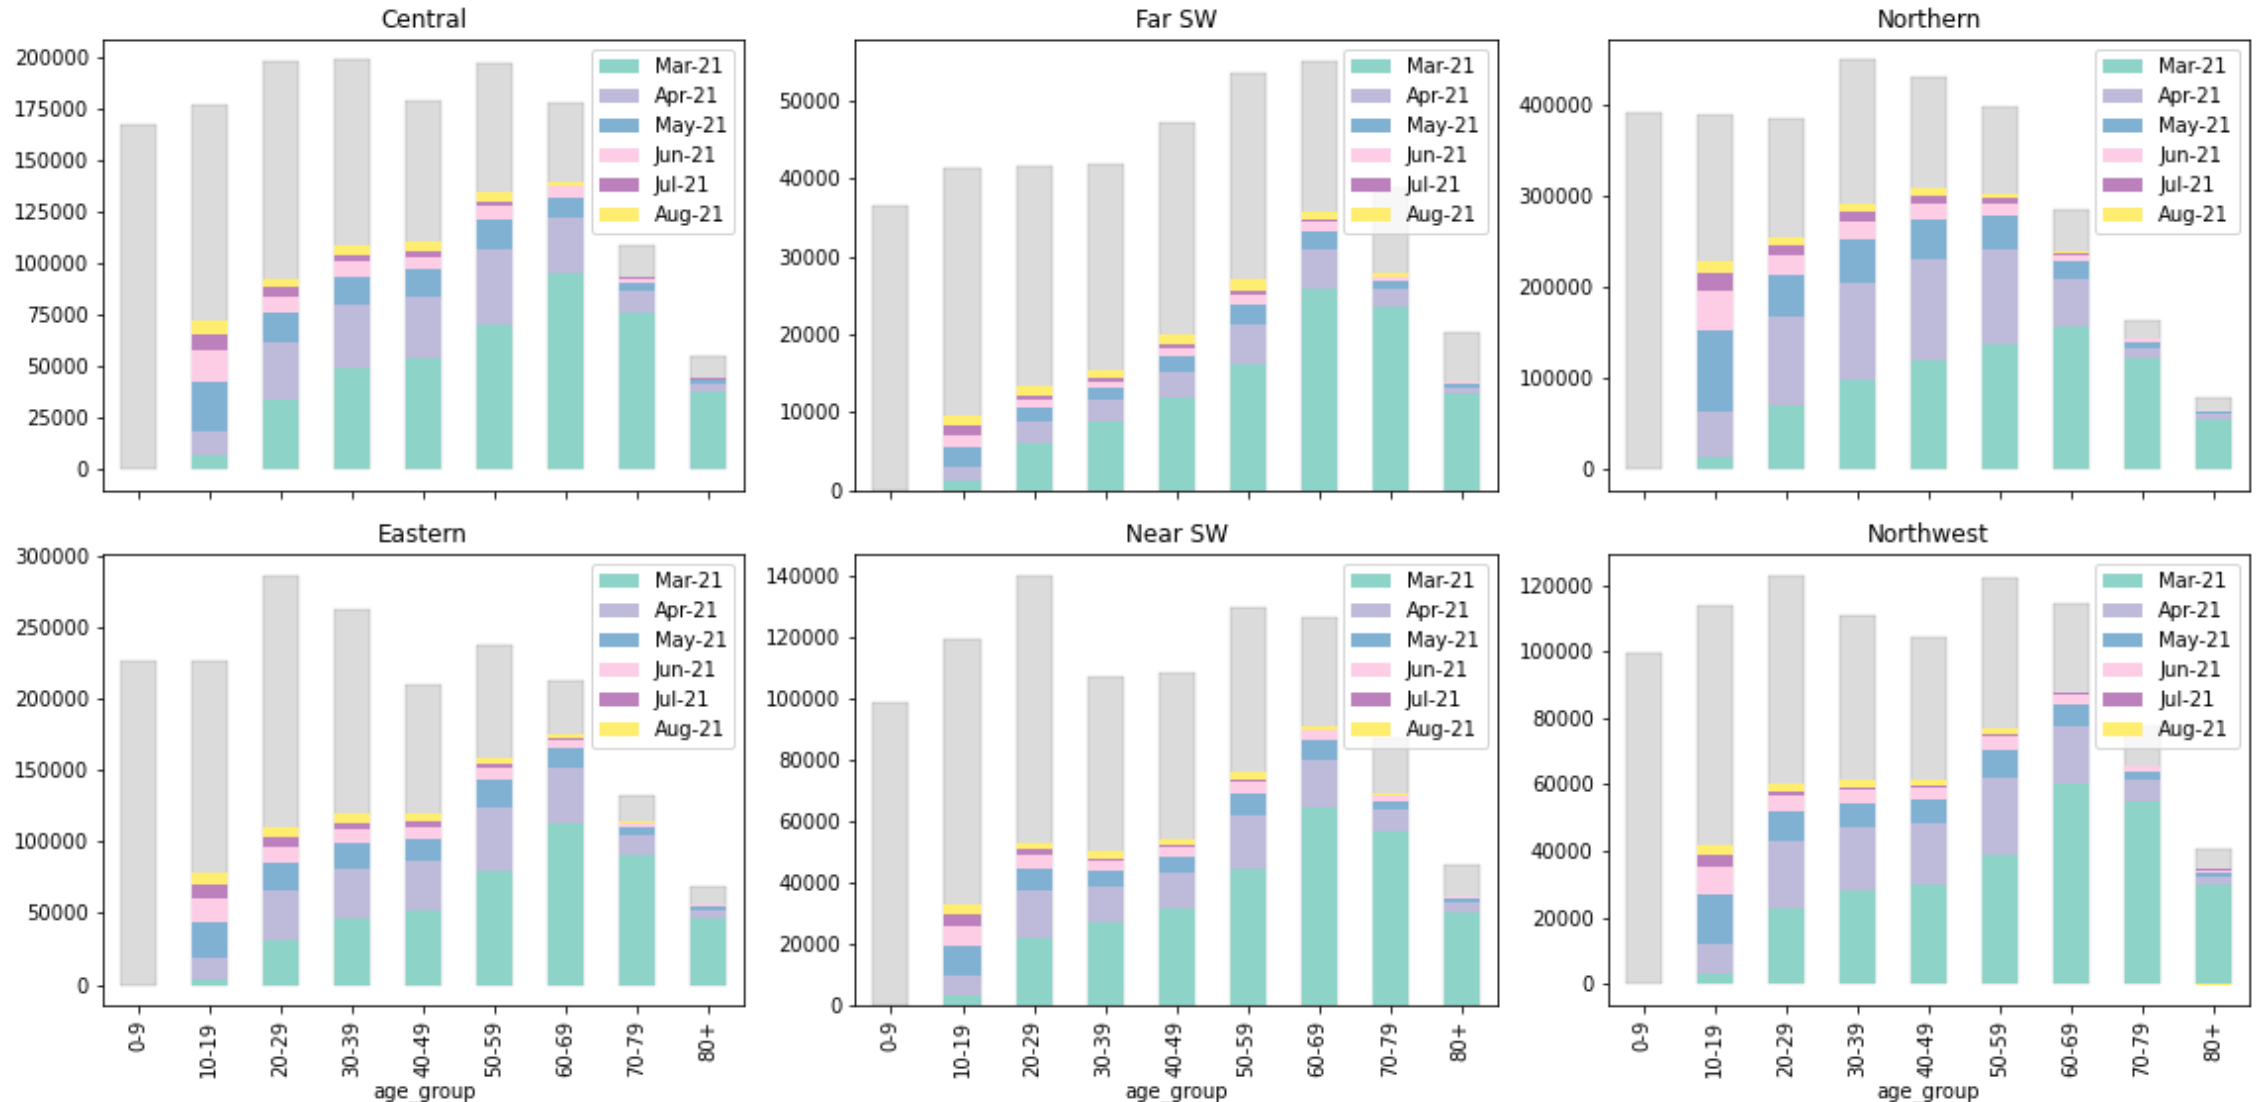 Central
200000
175000
150000
125000
100000
75000
50000
25000
0
Mar-21
Apr-21
May-21
Jun-21
Jul-21
Aug-21
Far SW
50000
40000
30000
20000
10000
0
Mar-21
Apr-21
May-21
Jun-21
Jul-21
Aug-21
Northern
400000
300000
200000
100000
0
Mar-21
Apr-21
May-21
Jun-21
Jul-21
Aug-21
Eastern
300000
250000
200000
150000
100000
50000
0
Mar-21
Apr-21
May-21
Jun-21
Jul-21
Aug-21
0-9
10-19
20-29
30-39
40-49
50-59
60-69
70-79
80+
age_group
Near SW
140000
120000
100000
80000
60000
40000
20000
0
Mar-21
Apr-21
May-21
Jun-21
Jul-21
Aug-21
0-9
10-19
20-29
30-39
40-49
50-59
60-69
70-79
80+
age_group
Northwest
120000
100000
80000
60000
40000
20000
0
Mar-21
Apr-21
May-21
Jun-21
Jul-21
Aug-21
0-9
10-19
20-29
30-39
40-49
50-59
60-69
70-79
80+
age_group